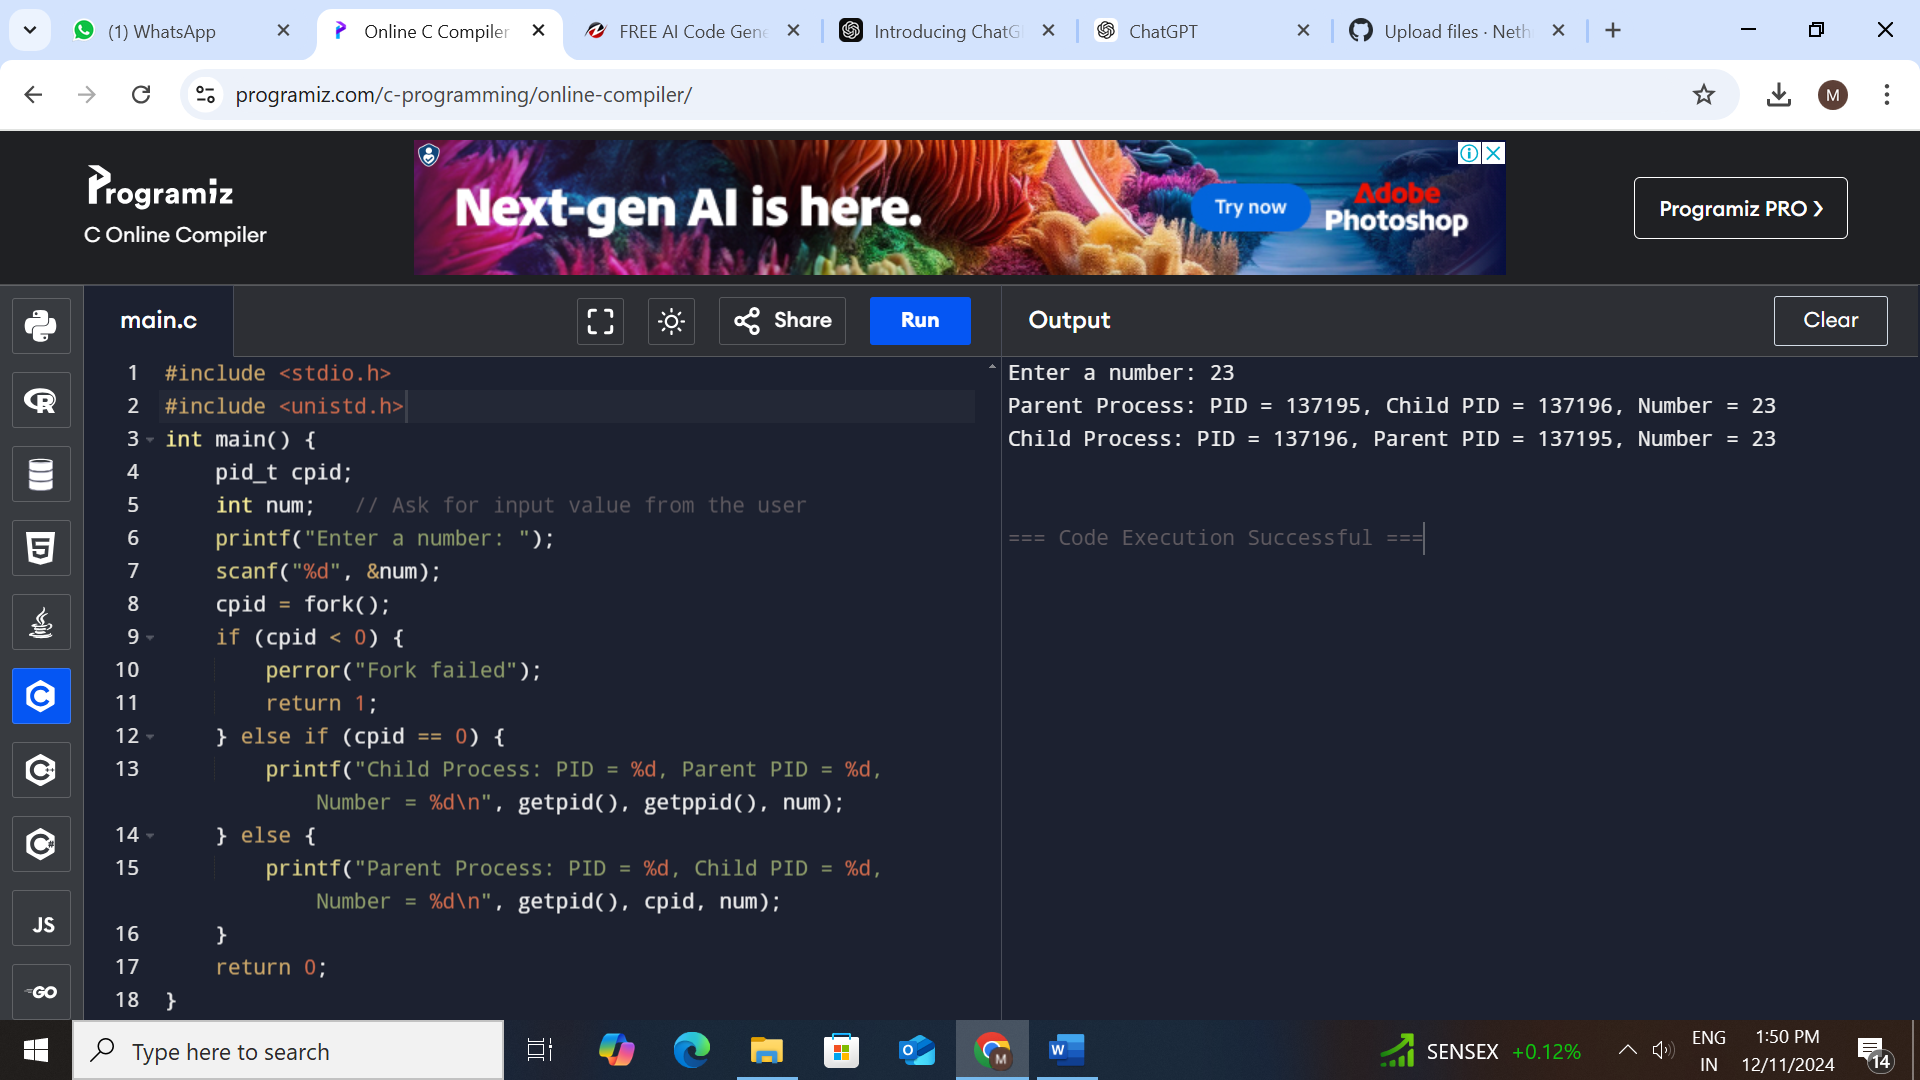 (1) WhatsApp
Online C Compiler
FREE AI Code Gene
Introducing ChatG
ChatGPT
Upload files · Neth
programiz.com/c-programming/online-compiler/
M
Programiz
C Online Compiler
Next-gen AI is here.
Try now
Adobe
Photoshop
Programiz PRO ❯
main.c
Share
Run
Output
Clear
1 #include <stdio.h>
2 #include <unistd.h>
3 int main() {
4 pid_t cpid;
5 int num;   // Ask for input value from the user
6 printf("Enter a number: ");
7 scanf("%d", &num);
8 cpid = fork();
9 if (cpid < 0) {
10 perror("Fork failed");
11 return 1;
12 } else if (cpid == 0) {
13 printf("Child Process: PID = %d, Parent PID = %d,
Number = %d\n", getpid(), getppid(), num);
14 } else {
15 printf("Parent Process: PID = %d, Child PID = %d,
Number = %d\n", getpid(), cpid, num);
16 }
17 return 0;
18 }
Enter a number: 23
Parent Process: PID = 137195, Child PID = 137196, Number = 23
Child Process: PID = 137196, Parent PID = 137195, Number = 23
=== Code Execution Successful ===
R
5
C
C++
C#
JS
GO
Type here to search
M
W
SENSEX +0.12%
ENG
IN
1:50 PM
12/11/2024
14